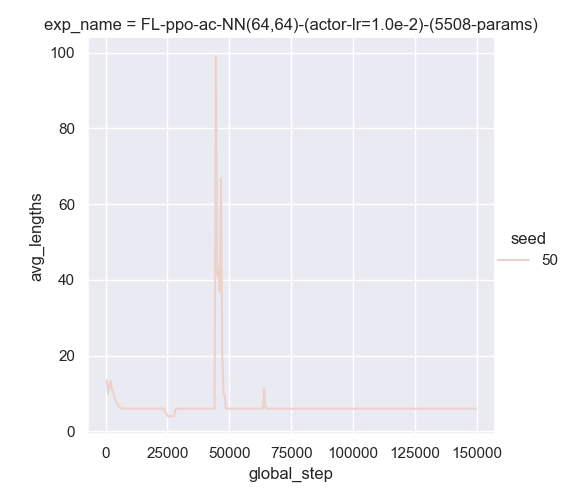 exp_name = FL-ppo-ac-NN(64,64)-(actor-lr=1.0e-2)-(5508-params)
100
80
60
40
20
0
avg_lengths
0 25000 50000 75000 100000 125000 150000
global_step
seed
50